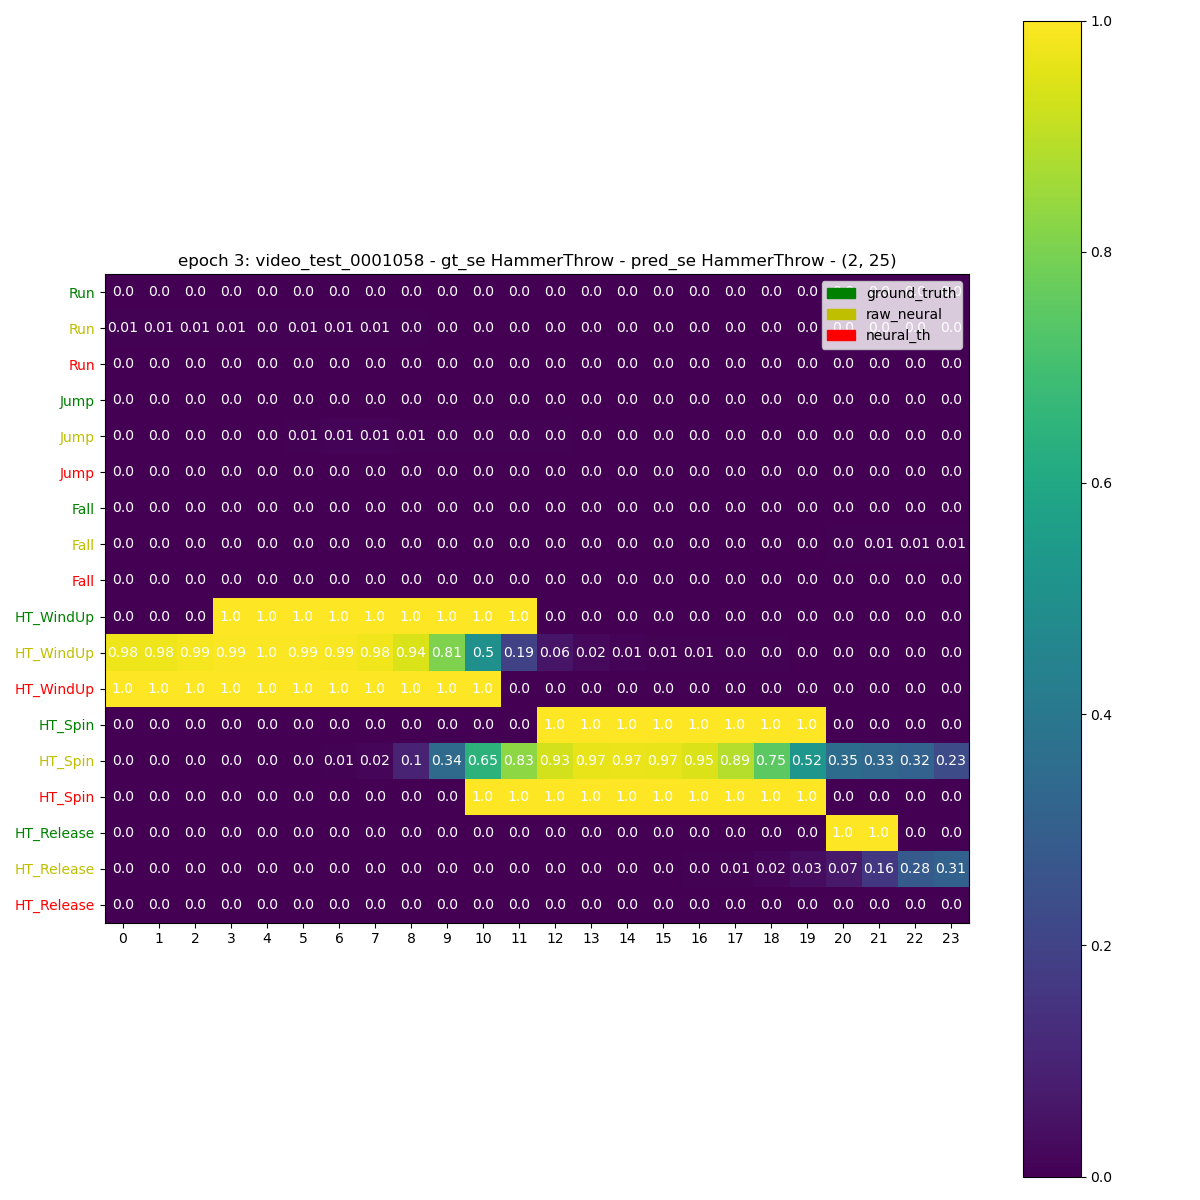 epoch 3: video_test_0001058 - gt_se HammerThrow - pred_se HammerThrow - (2, 25)
Run 0.0 0.0 0.0 0.0 0.0 0.0 0.0 0.0 0.0 0.0 0.0 0.0 0.0 0.0 0.0 0.0 0.0 0.0 0.0 0.0
Run 0.01 0.01 0.01 0.01 0.0 0.01 0.01 0.01 0.0 0.0 0.0 0.0 0.0 0.0 0.0 0.0 0.0 0.0 0.0 0.0 0.0 0.0 0.0 0.0
Run 0.0 0.0 0.0 0.0 0.0 0.0 0.0 0.0 0.0 0.0 0.0 0.0 0.0 0.0 0.0 0.0 0.0 0.0 0.0 0.0 0.0 0.0 0.0 0.0
Jump 0.0 0.0 0.0 0.0 0.0 0.0 0.0 0.0 0.0 0.0 0.0 0.0 0.0 0.0 0.0 0.0 0.0 0.0 0.0 0.0 0.0 0.0 0.0 0.0
Jump 0.0 0.0 0.0 0.0 0.0 0.01 0.01 0.01 0.01 0.0 0.0 0.0 0.0 0.0 0.0 0.0 0.0 0.0 0.0 0.0 0.0 0.0 0.0 0.0
Jump 0.0 0.0 0.0 0.0 0.0 0.0 0.0 0.0 0.0 0.0 0.0 0.0 0.0 0.0 0.0 0.0 0.0 0.0 0.0 0.0 0.0 0.0 0.0 0.0
Fall 0.0 0.0 0.0 0.0 0.0 0.0 0.0 0.0 0.0 0.0 0.0 0.0 0.0 0.0 0.0 0.0 0.0 0.0 0.0 0.0 0.0 0.0 0.0 0.0
Fall 0.0 0.0 0.0 0.0 0.0 0.0 0.0 0.0 0.0 0.0 0.0 0.0 0.0 0.0 0.0 0.0 0.0 0.0 0.0 0.0 0.0 0.01 0.01 0.01
Fall 0.0 0.0 0.0 0.0 0.0 0.0 0.0 0.0 0.0 0.0 0.0 0.0 0.0 0.0 0.0 0.0 0.0 0.0 0.0 0.0 0.0 0.0 0.0 0.0
HT_WindUp 0.0 0.0 0.0 1.0 1.0 1.0 1.0 1.0 1.0 1.0 1.0 1.0 0.0 0.0 0.0 0.0 0.0 0.0 0.0 0.0 0.0 0.0 0.0 0.0
HT_WindUp 0.98 0.98 0.99 0.99 1.0 0.99 0.99 0.98 0.94 0.81 0.5 0.19 0.06 0.02 0.01 0.01 0.01 0.0 0.0 0.0 0.0 0.0 0.0 0.0
HT_WindUp 1.0 1.0 1.0 1.0 1.0 1.0 1.0 1.0 1.0 1.0 1.0 0.0 0.0 0.0 0.0 0.0 0.0 0.0 0.0 0.0 0.0 0.0 0.0 0.0
HT_Spin 0.0 0.0 0.0 0.0 0.0 0.0 0.0 0.0 0.0 0.0 0.0 0.0 1.0 1.0 1.0 1.0 1.0 1.0 1.0 1.0 0.0 0.0 0.0 0.0
HT_Spin 0.0 0.0 0.0 0.0 0.0 0.0 0.01 0.02 0.1 0.34 0.65 0.83 0.93 0.97 0.97 0.97 0.95 0.89 0.75 0.52 0.35 0.33 0.32 0.23
HT_Spin 0.0 0.0 0.0 0.0 0.0 0.0 0.0 0.0 0.0 0.0 1.0 1.0 1.0 1.0 1.0 1.0 1.0 1.0 1.0 1.0 0.0 0.0 0.0 0.0
HT_Release 0.0 0.0 0.0 0.0 0.0 0.0 0.0 0.0 0.0 0.0 0.0 0.0 0.0 0.0 0.0 0.0 0.0 0.0 0.0 0.0 1.0 1.0 0.0 0.0
HT_Release 0.0 0.0 0.0 0.0 0.0 0.0 0.0 0.0 0.0 0.0 0.0 0.0 0.0 0.0 0.0 0.0 0.0 0.01 0.02 0.03 0.07 0.16 0.28 0.31
HT_Release 0.0 0.0 0.0 0.0 0.0 0.0 0.0 0.0 0.0 0.0 0.0 0.0 0.0 0.0 0.0 0.0 0.0 0.0 0.0 0.0 0.0 0.0 0.0 0.0
0 1 2 3 4 5 6 7 8 9 10 11 12 13 14 15 16 17 18 19 20 21 22 23
ground_truth
raw_neural
neural_th
1.0
0.8
0.6
0.4
0.2
0.0